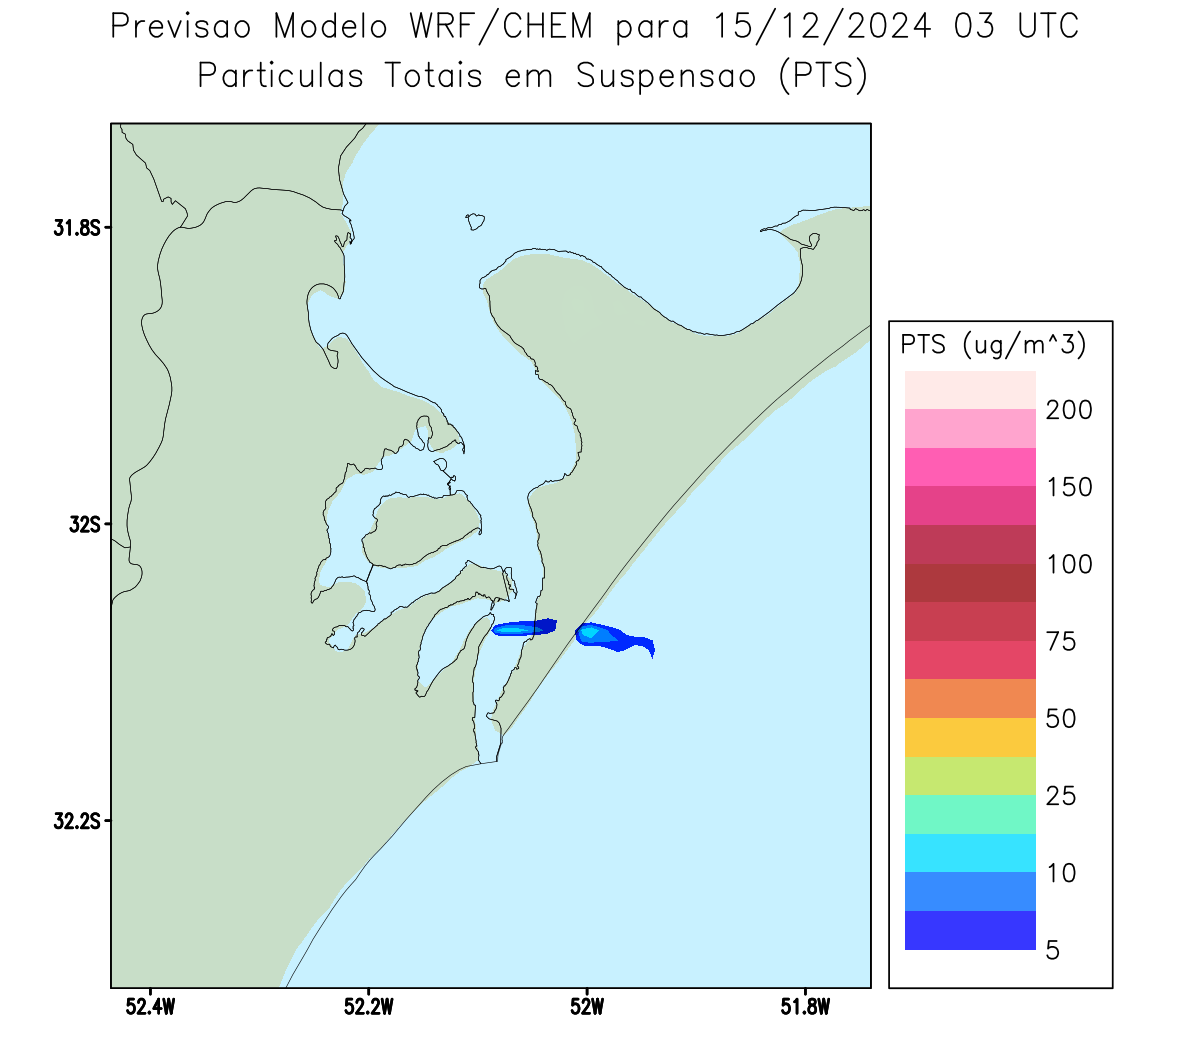 Previsao Modelo WRF/CHEM para 15/12/2024 03 UTC
Particulas Totais em Suspensao (PTS)
31.8S
32S
32.2S
52.4W
52.2W
52W
51.8W
PTS (ug/m^3)
200
150
100
75
50
25
10
5